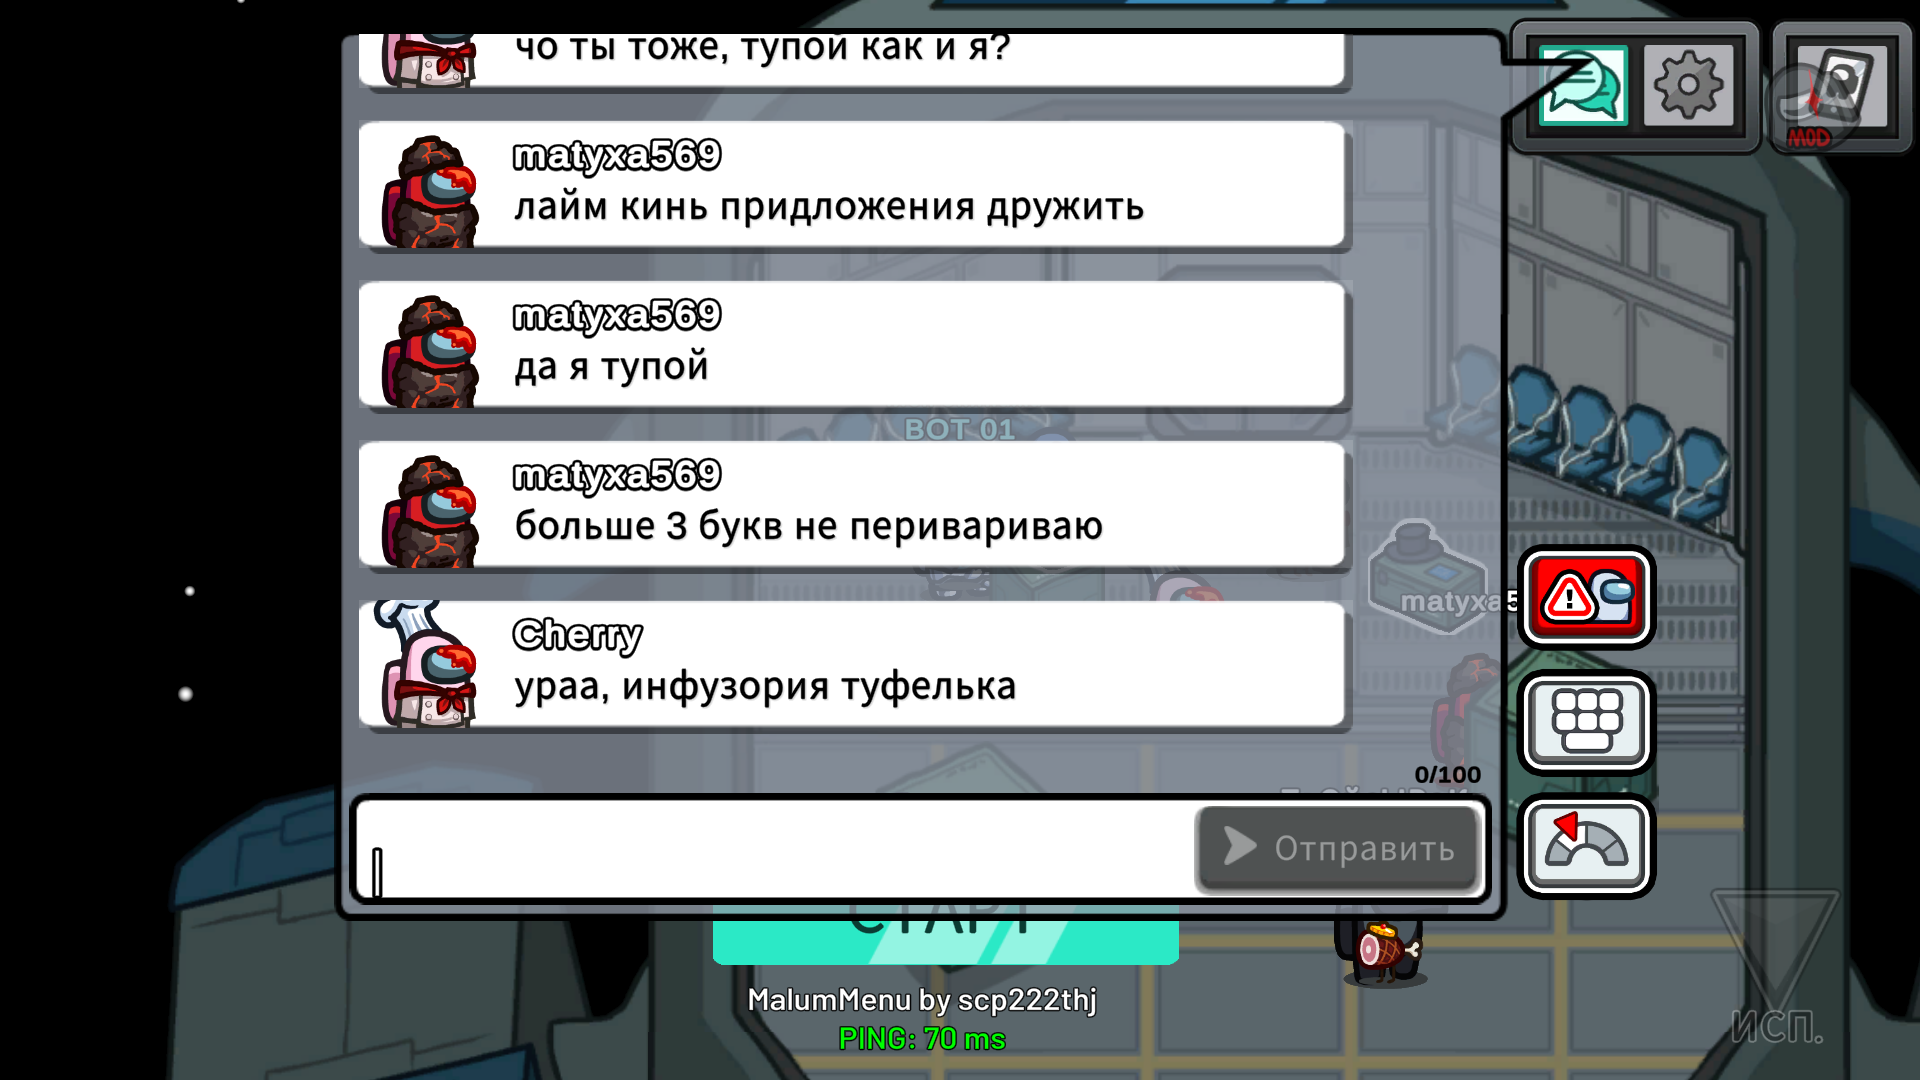 чо ты тоже, тупой как и я?
MOD
matyxa569
лайм кинь придложения дружить
matyxa569
да я тупой
BOT 01
matyxa569
больше 3 букв не перивариваю
matyxa5
Cherry
ураа, инфузория туфелька
0/100
Отправить
СТАРТ
MalumMenu by scp222thj
PING: 70 ms
ИСП.